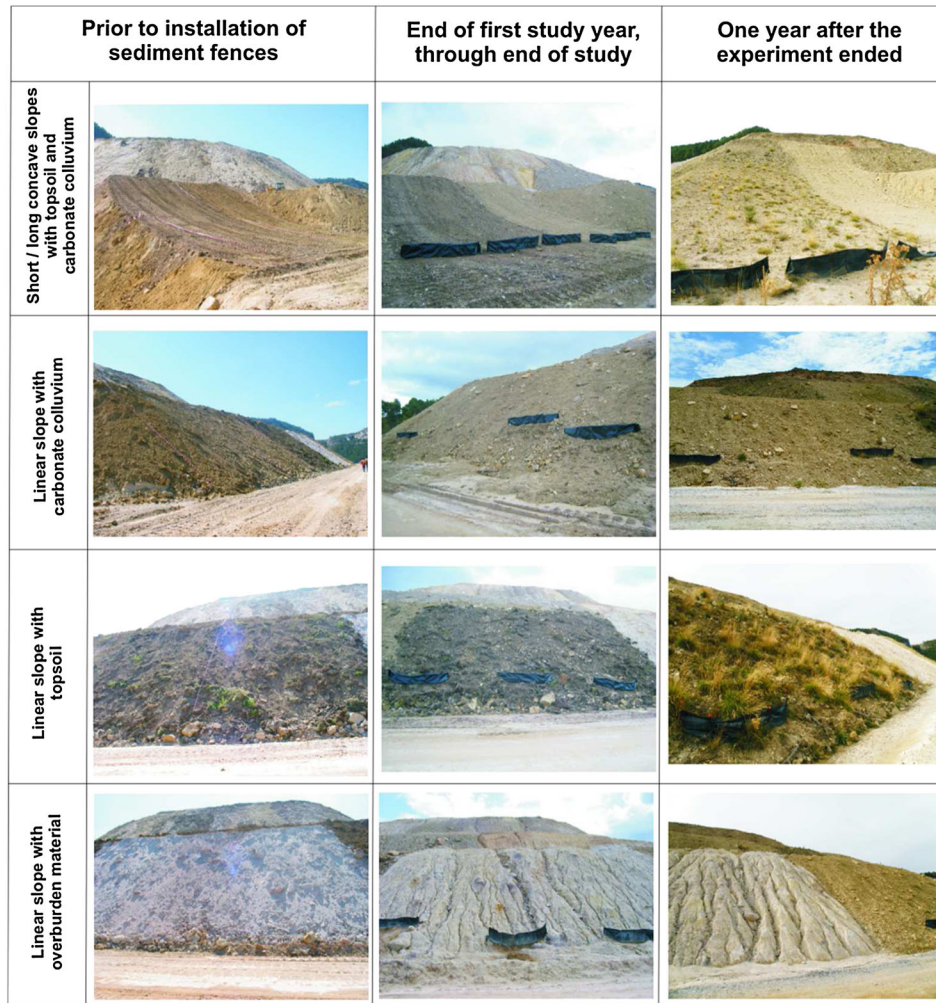 Prior to installation of
sediment fences
End of first study year,
through end of study
One year after the
experiment ended
Short / long concave slopes
with topsoil and
carbonate colluvium
Linear slope with
carbonate colluvium
Linear slope with
topsoil
Linear slope with
overburden material